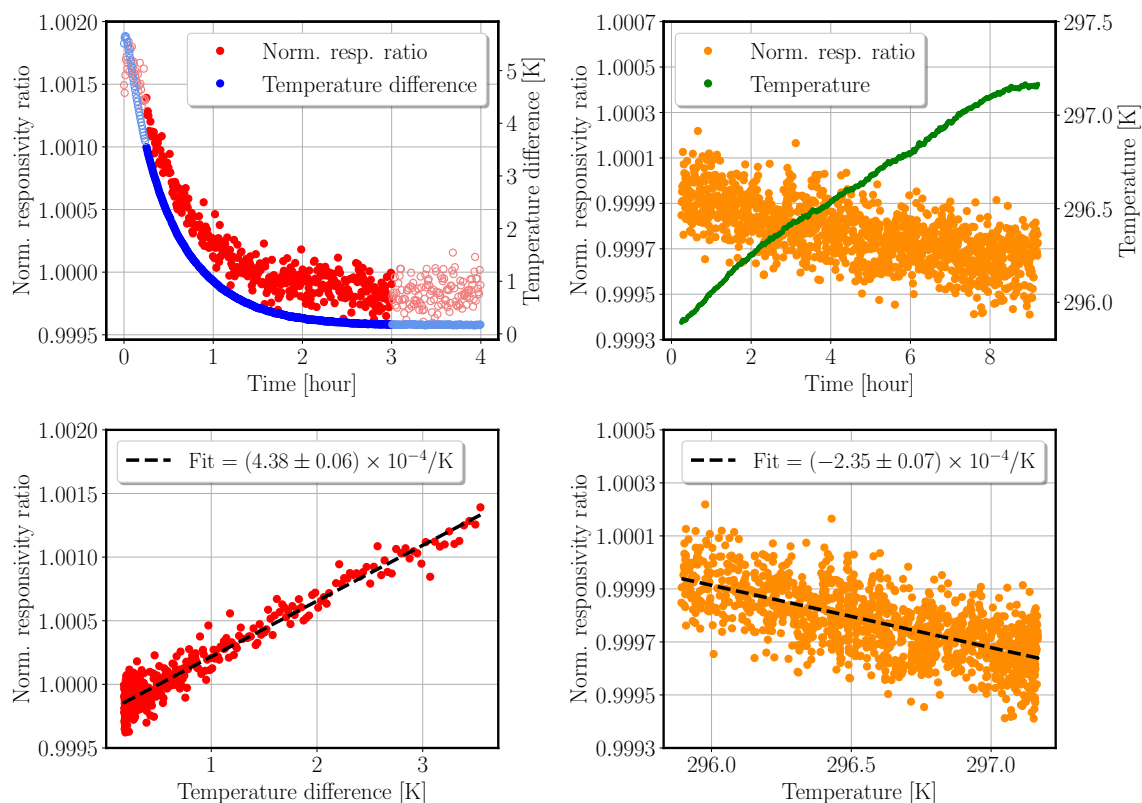 1.0020
1.0015
1.0010
1.0005
1.0000
0.9995
Norm. responsivity ratio
Norm. resp. ratio
Temperature difference
5
4
3
2
1
0
Temperature difference [K]
0 1 2 3 4
Time [hour]
1.0007
1.0005
1.0003
1.0001
0.9999
0.9997
0.9995
0.9993
Norm. responsivity ratio
Norm. resp. ratio
Temperature
297.5
297.0
296.5
296.0
Temperature [K]
0 2 4 6 8
Time [hour]
1.0020
1.0015
1.0010
1.0005
1.0000
0.9995
Norm. responsivity ratio
Fit = (4.38 ± 0.06) × 10⁻⁴/K
1 2 3
Temperature difference [K]
1.0005
1.0003
1.0001
0.9999
0.9997
0.9995
0.9993
Norm. responsivity ratio
Fit = (−2.35 ± 0.07) × 10⁻⁴/K
296.0 296.5 297.0
Temperature [K]